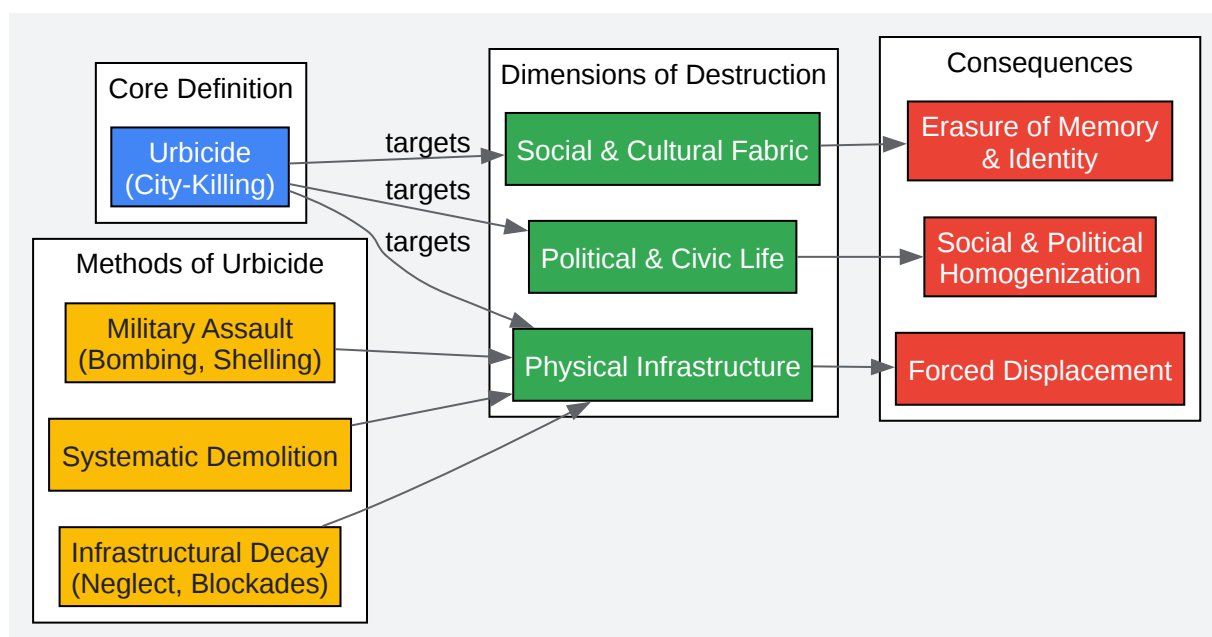 Core Definition
Urbicide
(City-Killing)
targets
targets
targets
Methods of Urbicide
Military Assault
(Bombing, Shelling)
Systematic Demolition
Infrastructural Decay
(Neglect, Blockades)
Dimensions of Destruction
Social & Cultural Fabric
Political & Civic Life
Physical Infrastructure
Consequences
Erasure of Memory
& Identity
Social & Political
Homogenization
Forced Displacement